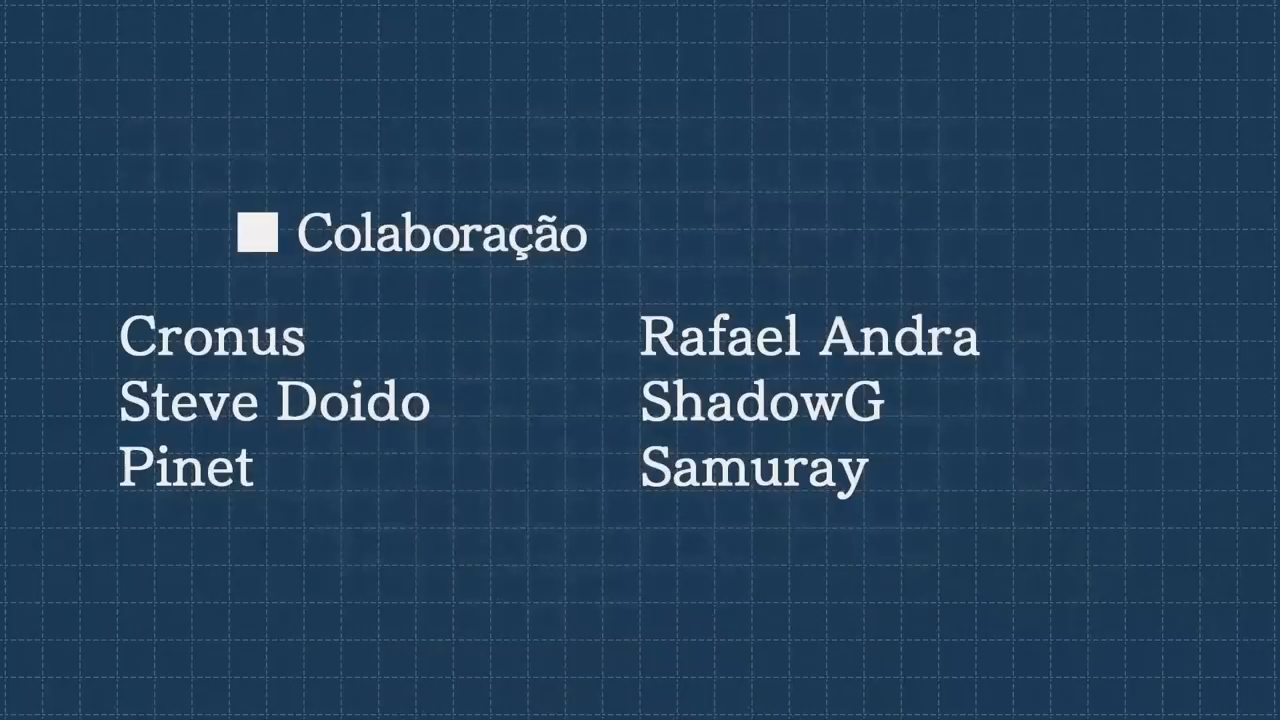 ■ Colaboração
Cronus
Steve Doido
Pinet
Rafael Andra
ShadowG
Samuray